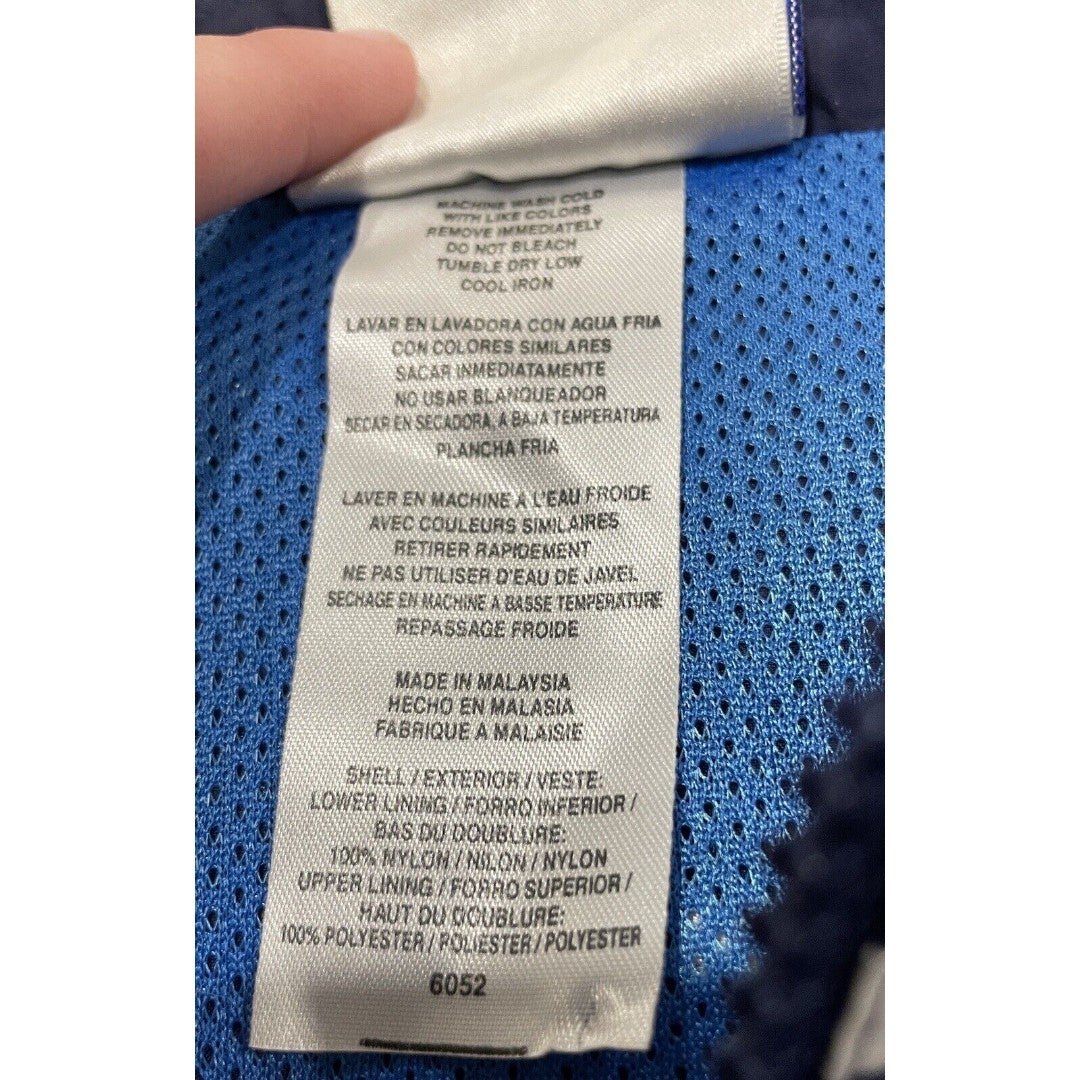 MACHINE WASH COLD
WITH LIKE COLORS
REMOVE IMMEDIATELY
DO NOT BLEACH
TUMBLE DRY LOW
COOL IRON
LAVAR EN LAVADORA CON AGUA FRIA
CON COLORES SIMILARES
SACAR INMEDIATAMENTE
NO USAR BLANQUEADOR
SECAR EN SECADORA, A BAJA TEMPERATURA
PLANCHA FRIA
LAVER EN MACHINE A L'EAU FROIDE
AVEC COULEURS SIMILAIRES
RETIRER RAPIDEMENT
NE PAS UTILISER D'EAU DE JAVEL
SECHAGE EN MACHINE A BASSE TEMPERATURE
REPASSAGE FROIDE
MADE IN MALAYSIA
HECHO EN MALASIA
FABRIQUE A MALAISIE
SHELL / EXTERIOR / VESTE:
LOWER LINING / FORRO INFERIOR /
BAS DU DOUBLURE:
100% NYLON / NILON / NYLON
UPPER LINING / FORRO SUPERIOR /
HAUT DU DOUBLURE:
100% POLYESTER / POLIESTER / POLYESTER
6052